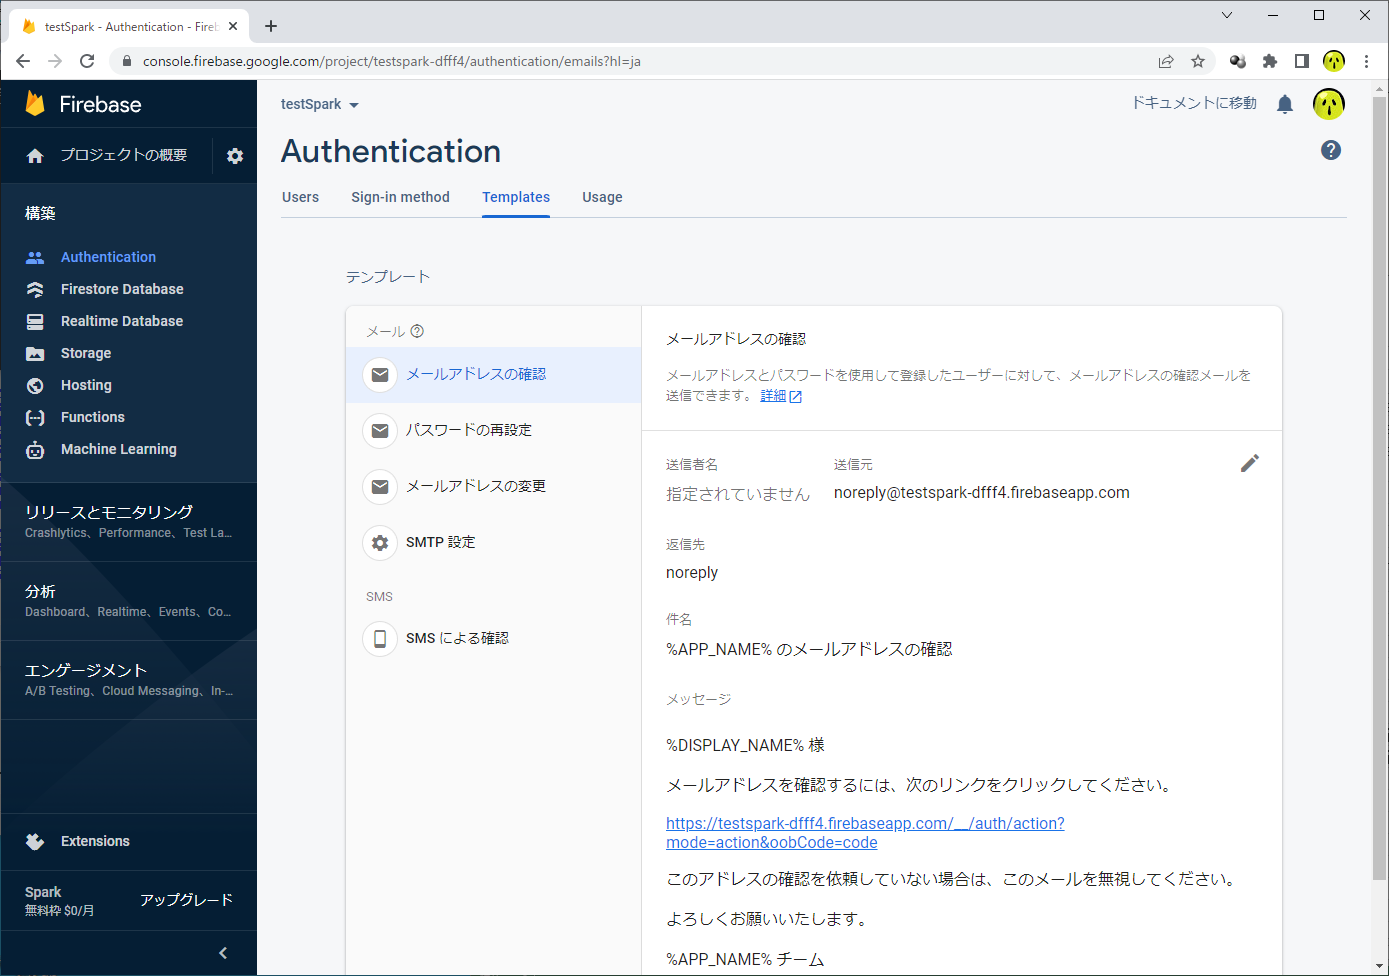 testSpark - Authentication - Fireb
console.firebase.google.com/project/testspark-dfff4/authentication/emails?hl=ja
Firebase
プロジェクトの概要
構築
Authentication
Firestore Database
Realtime Database
Storage
Hosting
Functions
Machine Learning
リリースとモニタリング
Crashlytics、Performance、Test La…
分析
Dashboard、Realtime、Events、Co…
エンゲージメント
A/B Testing、Cloud Messaging、In-…
Extensions
Spark
無料枠 $0/月
アップグレード
testSpark
ドキュメントに移動
Authentication
Users
Sign-in method
Templates
Usage
テンプレート
メール
メールアドレスの確認
パスワードの再設定
メールアドレスの変更
SMTP 設定
SMS
SMS による確認
メールアドレスの確認
メールアドレスとパスワードを使用して登録したユーザーに対して、メールアドレスの確認メールを
送信できます。 詳細
送信者名
指定されていません
送信元
noreply@testspark-dfff4.firebaseapp.com
返信先
noreply
件名
%APP_NAME% のメールアドレスの確認
メッセージ
%DISPLAY_NAME% 様
メールアドレスを確認するには、次のリンクをクリックしてください。
https://testspark-dfff4.firebaseapp.com/__/auth/action?
mode=action&oobCode=code
このアドレスの確認を依頼していない場合は、このメールを無視してください。
よろしくお願いいたします。
%APP_NAME% チーム